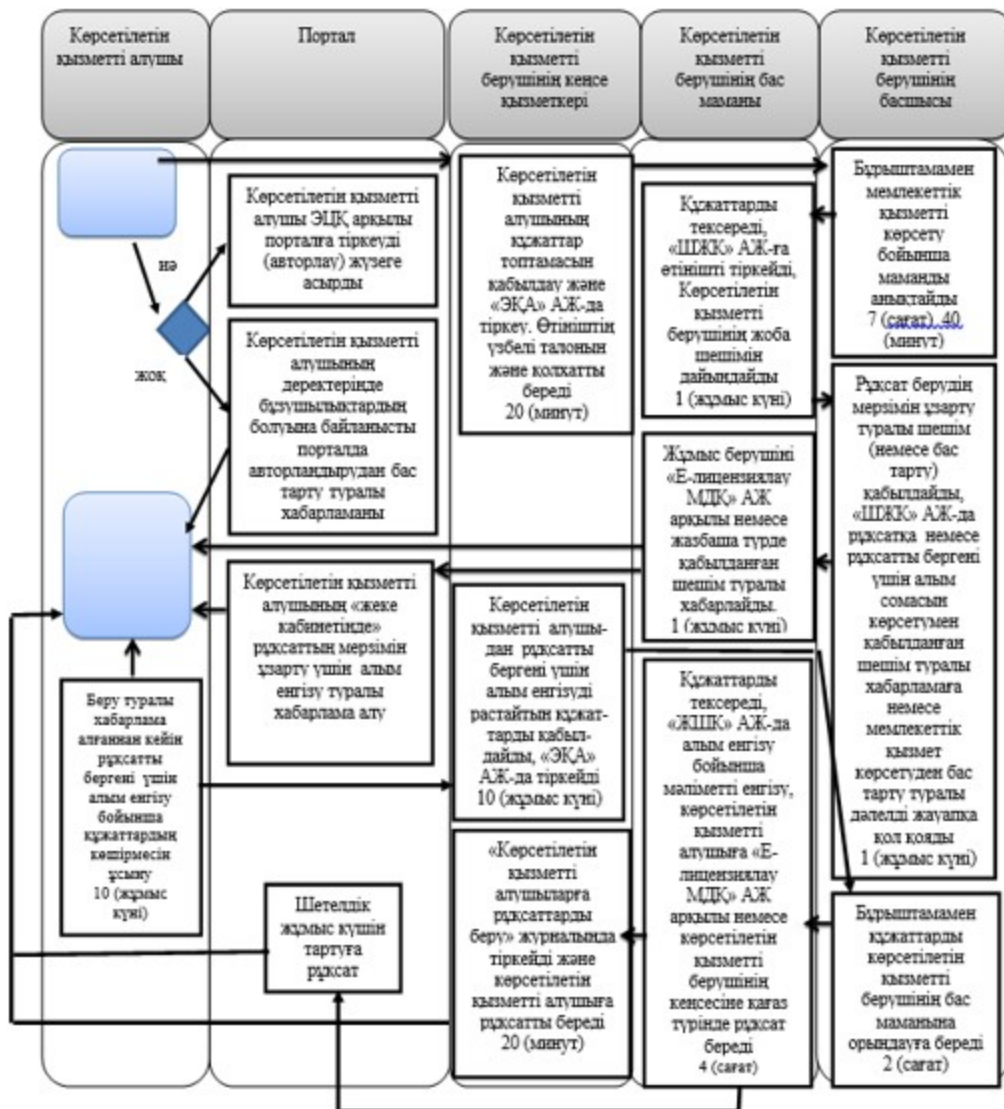 Көрсетілетін
қызметті алушы
Портал
Көрсетілетін
қызметті
берушінің кеңсе
қызметкері
Көрсетілетін
қызметті
берушінің бас
маманы
Көрсетілетін
қызметті
берушінің
басшысы
иә
жоқ
Беру туралы
хабарлама
алғаннан кейін
рұқсатты
бергені үшін
алым енгізу
бойынша
құжаттардың
көшірмесін
ұсыну
10 (жұмыс
күні)
Көрсетілетін қызметті
алушы ЭЦҚ арқылы
порталға тіркеуді
(авторлау) жүзеге
асырды
Көрсетілетін қызметті
алушының
деректерінде
бұзушылықтардың
болуына байланысты
порталда
авторландырудан бас
тарту туралы
хабарламаны
Көрсетілетін қызметті
алушының «жеке
кабинетінде»
рұқсаттың мерзімін
ұзарту үшін алым
енгізу туралы
хабарлама алу
Шетелдік
жұмыс күшін
тартуға
рұқсат
Көрсетілетін
қызметті
алушының
құжаттар
топтамасын
қабылдау және
«ЭҚА» АЖ-да
тіркеу. Өтініштің
үзбелі талонын
және қолхатты
береді
20 (минут)
Көрсетілетін
қызметті алушы-
дан рұқсатты
бергені үшін
алым енгізуді
растайтын құжат-
тарды қабыл-
дайды, «ЭҚА»
АЖ-да тіркейді
10 (жұмыс күні)
«Көрсетілетін
қызметті
алушыларға
рұқсаттарды
беру» журналында
тіркейді және
көрсетілетін
қызметті алушыға
рұқсатты береді
20 (минут)
Құжаттарды
тексереді,
«ШЖК» АЖ-ға
өтінішті тіркейді,
Көрсетілетін
қызметті
берушінің жоба
шешімін
дайындайды
1 (жұмыс күні)
Жұмыс берушіні
«Е-лицензиялау
МДҚ» АЖ
арқылы немесе
жазбаша түрде
қабылданған
шешім туралы
хабарлайды.
1 (жұмыс күні)
Құжаттарды
тексереді,
«ЖШК» АЖ-да
алым енгізу
бойынша
мәліметті енгізу,
көрсетілетін
қызметті
алушыға «Е-
лицензиялау
МДҚ» АЖ
арқылы немесе
көрсетілетін
қызметті
берушінің
кеңсесіне қағаз
түрінде рұқсат
береді
4 (сағат)
Бұрыштамамен
мемлекеттік
қызметті
көрсету
бойынша
маманды
анықтайды
7 (сағат) 40
(минут)
Рұқсат берудің
мерзімін ұзарту
туралы шешім
(немесе бас
тарту)
қабылдайды,
«ШЖК» АЖ-да
рұқсатқа немесе
рұқсатты бергені
үшін алым
сомасын
көрсетумен
қабылданған
шешім туралы
хабарламаға
немесе
мемлекеттік
қызмет
көрсетуден бас
тарту туралы
дәлелді жауапқа
қол қояды
1 (жұмыс күні)
Бұрыштамамен
құжаттарды
көрсетілетін
қызметті
берушінің бас
маманына
орындауға береді
2 (сағат)